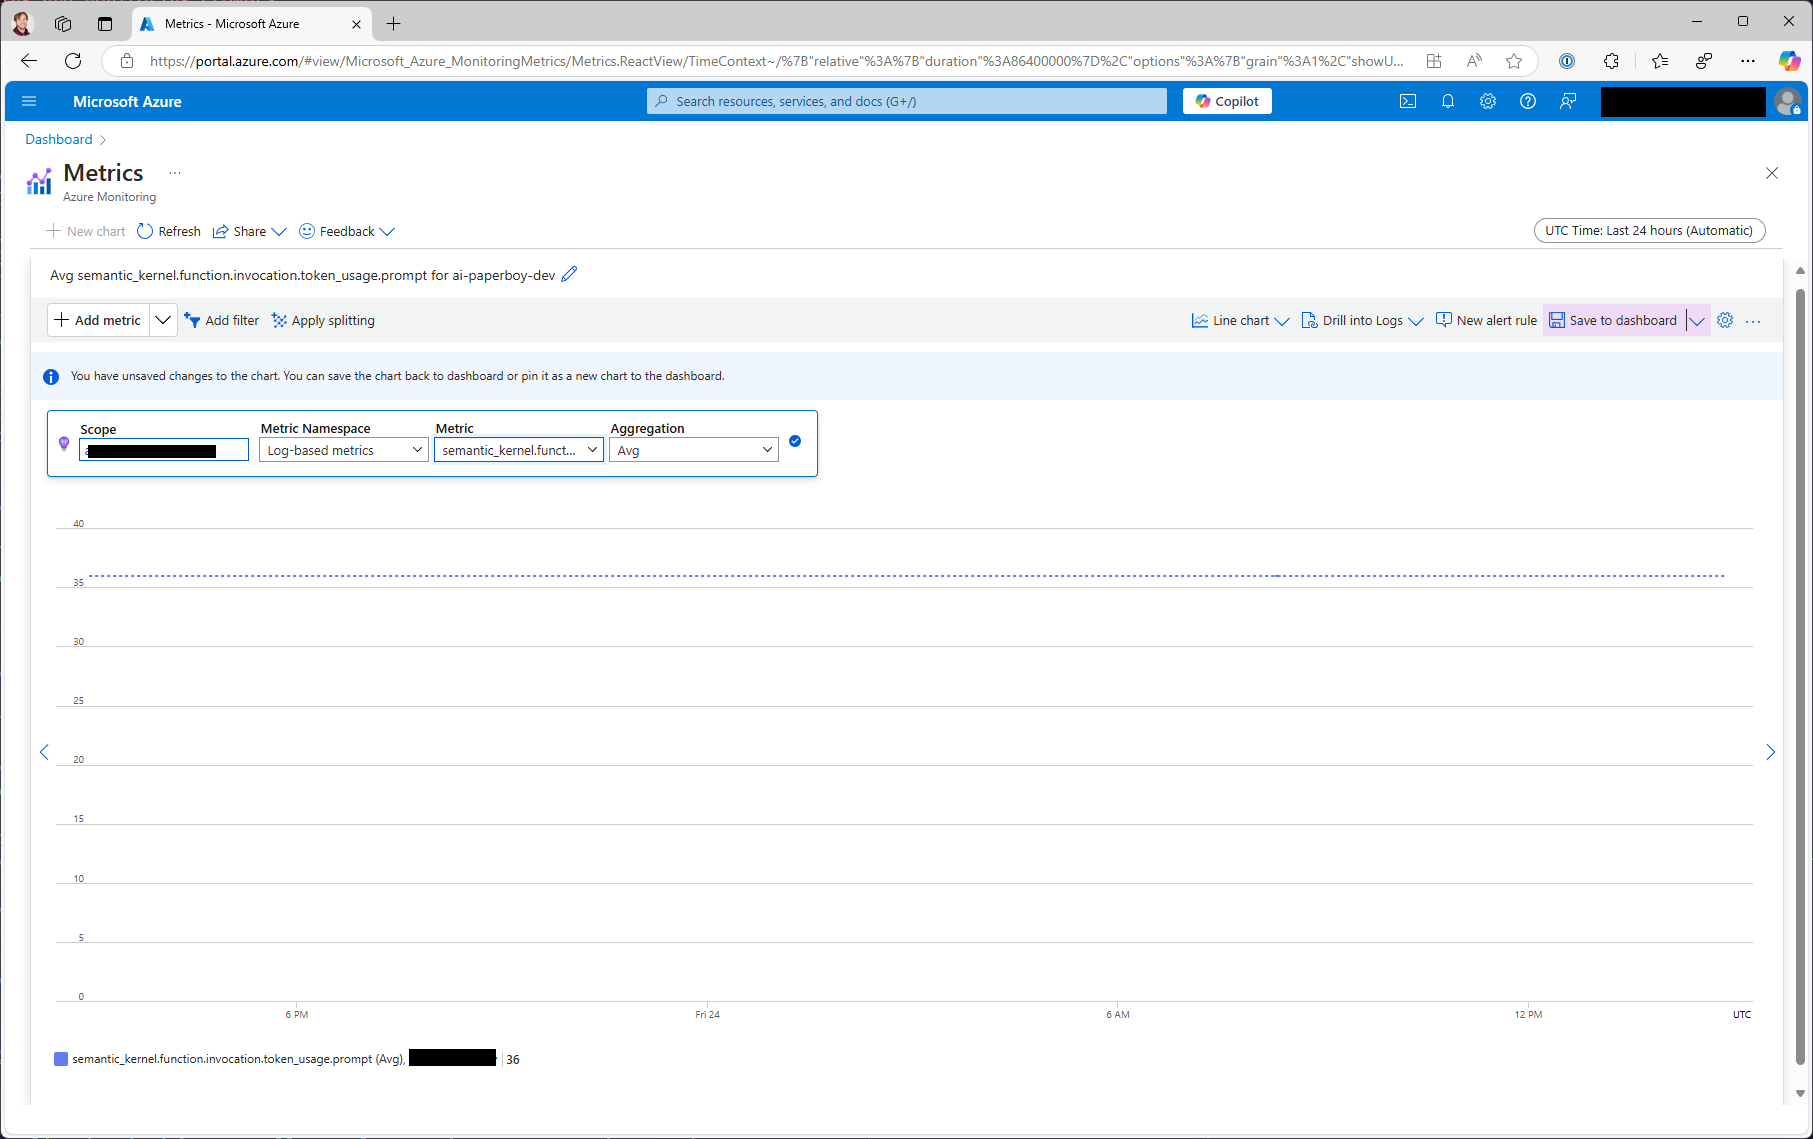 Metrics - Microsoft Azure
https://portal.azure.com/#view/Microsoft_Azure_MonitoringMetrics/Metrics.ReactView/TimeContext~/%7B"relative"%3A%7B"duration"%3A86400000%7D%2C"options"%3A%7B"grain"%3A1%2C"showU...
Microsoft Azure
Search resources, services, and docs (G+/)
Copilot
Dashboard
Metrics
Azure Monitoring
New chart
Refresh
Share
Feedback
UTC Time: Last 24 hours (Automatic)
Avg semantic_kernel.function.invocation.token_usage.prompt for ai-paperboy-dev
Add metric
Add filter
Apply splitting
Line chart
Drill into Logs
New alert rule
Save to dashboard
You have unsaved changes to the chart. You can save the chart back to dashboard or pin it as a new chart to the dashboard.
Scope
Metric Namespace
Metric
Aggregation
Log-based metrics
semantic_kernel.funct...
Avg
40
35
30
25
20
15
10
5
0
6 PM
Fri 24
6 AM
12 PM
UTC
semantic_kernel.function.invocation.token_usage.prompt (Avg),
36